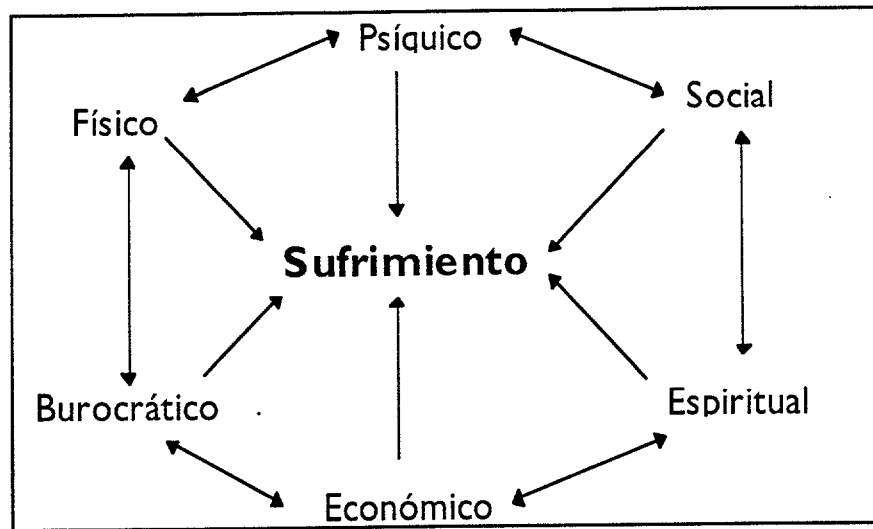 Psíquico
Social
Físico
Sufrimiento
Burocrático
Espiritual
Económico